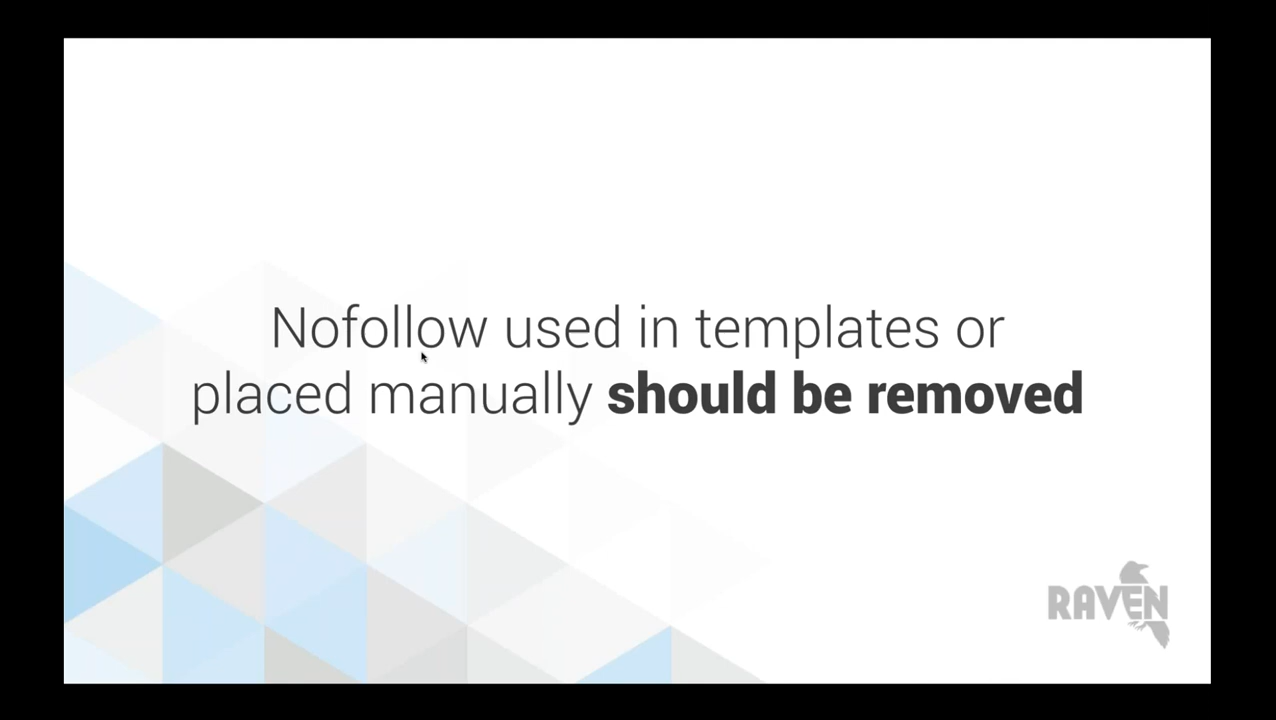 Nofollow used in templates or
placed manually should be removed
RAVEN